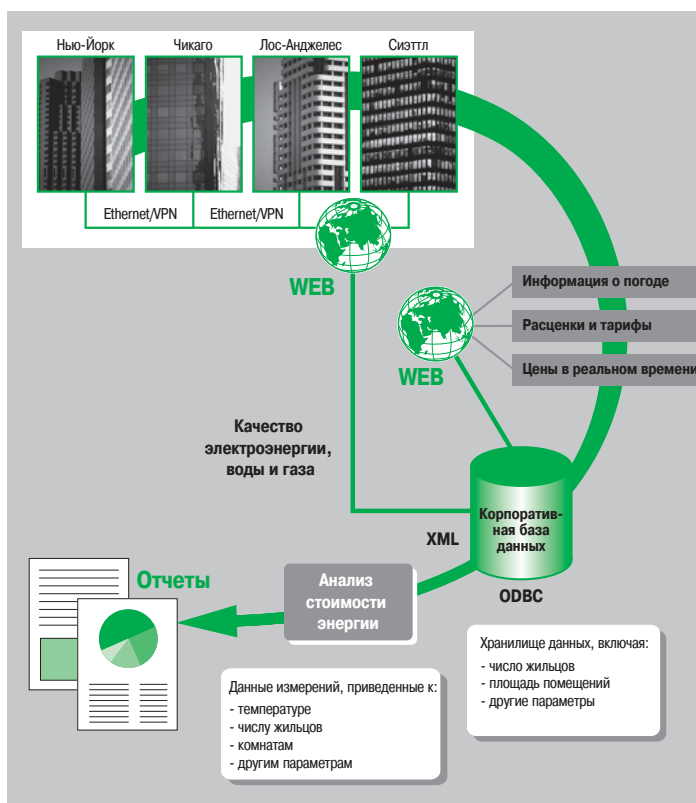 Нью-Йорк
Чикаго
Лос-Анджелес
Сиэттл
Ethernet/VPN
Ethernet/VPN
WEB
Информация о погоде
Расценки и тарифы
Цены в реальном времени
WEB
Качество
электроэнергии,
воды и газа
Корпоратив-
ная база
данных
XML
ODBC
Отчеты
Анализ
стоимости
энергии
Хранилище данных, включая:
- число жильцов
- площадь помещений
- другие параметры
Данные измерений, приведенные к:
- температуре
- числу жильцов
- комнатам
- другим параметрам